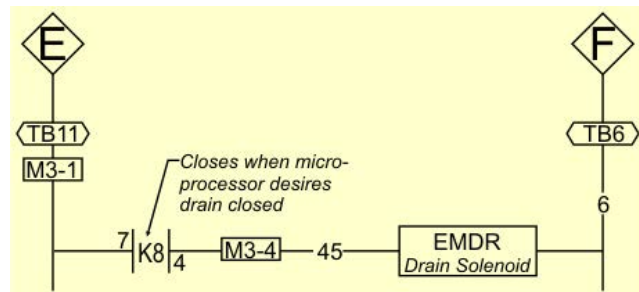 E
F
TB11
TB6
M3-1
Closes when micro-
processor desires
drain closed
6
7
K8
4
M3-4
45
EMDR
Drain Solenoid